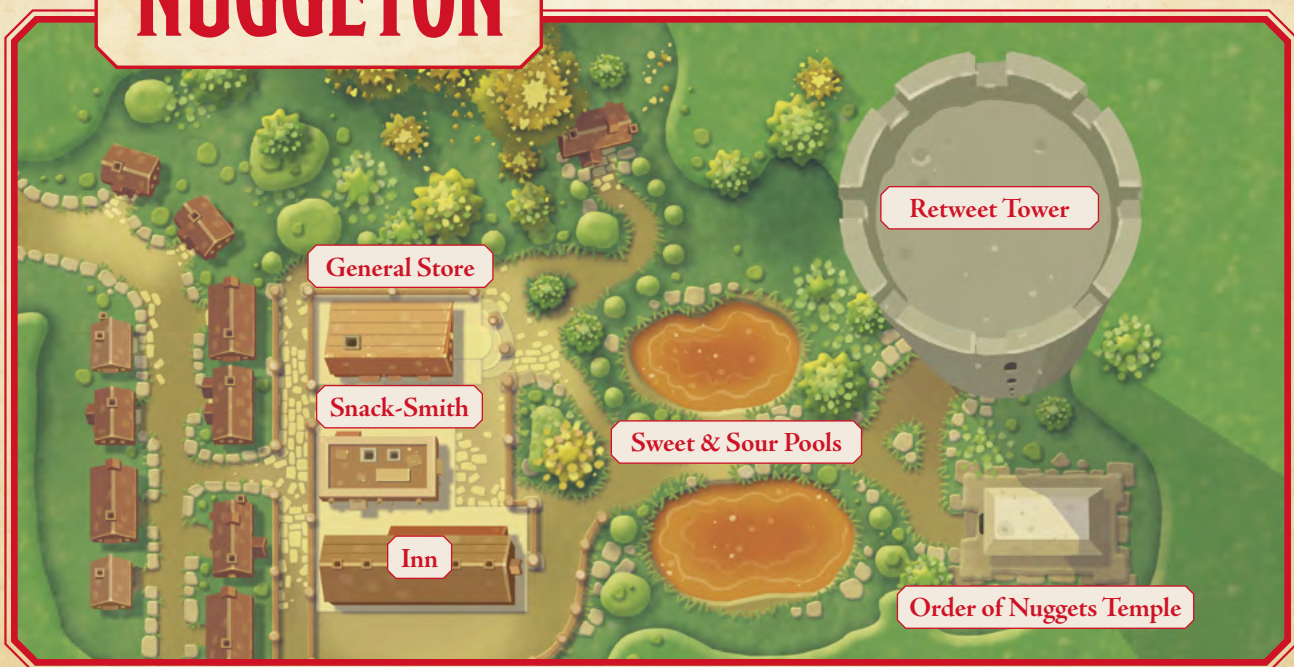 NUGGETON
Retweet Tower
General Store
Snack-Smith
Sweet & Sour Pools
Inn
Order of Nuggets Temple